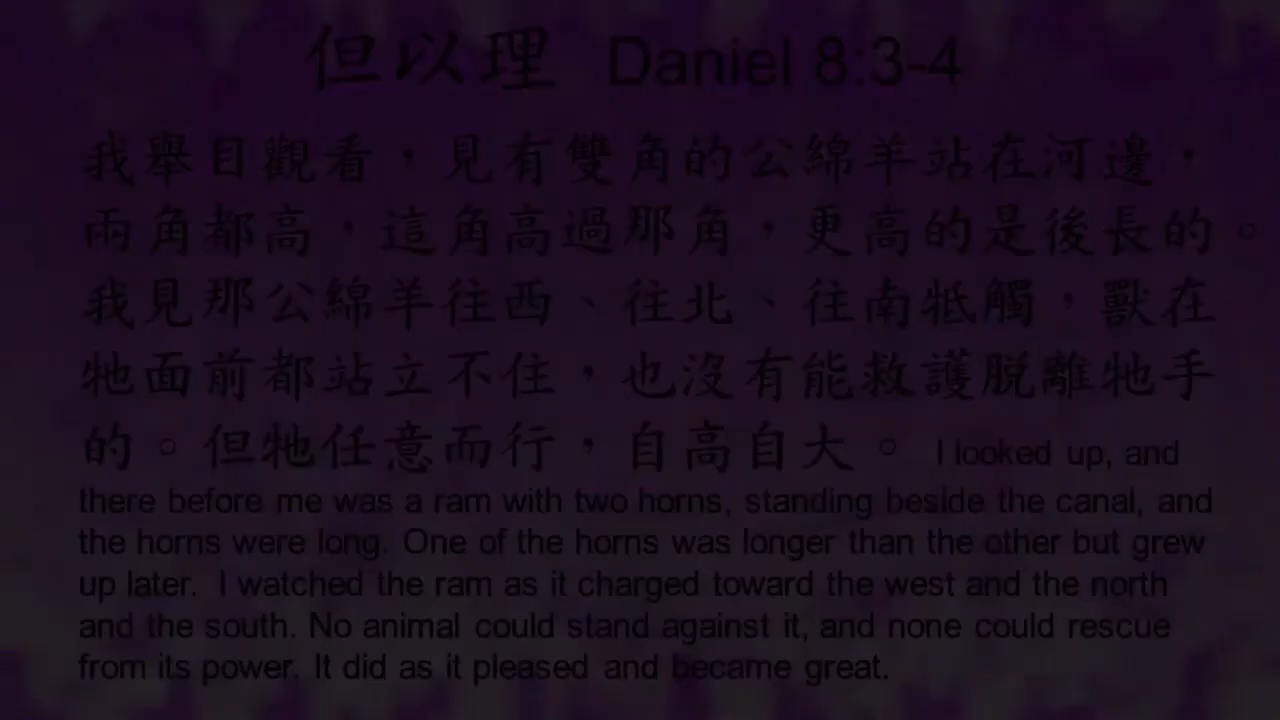 但以理 Daniel 8:3-4
我舉目觀看，見有雙角的公綿羊站在河邊，
兩角都高，這角高過那角，更高的是後長的。
我見那公綿羊往西、往北、往南牴觸，獸在
牠面前都站立不住，也沒有能救護脫離牠手
的。但牠任意而行，自高自大。 I looked up, and
there before me was a ram with two horns, standing beside the canal, and
the horns were long. One of the horns was longer than the other but grew
up later. I watched the ram as it charged toward the west and the north
and the south. No animal could stand against it, and none could rescue
from its power. It did as it pleased and became great.